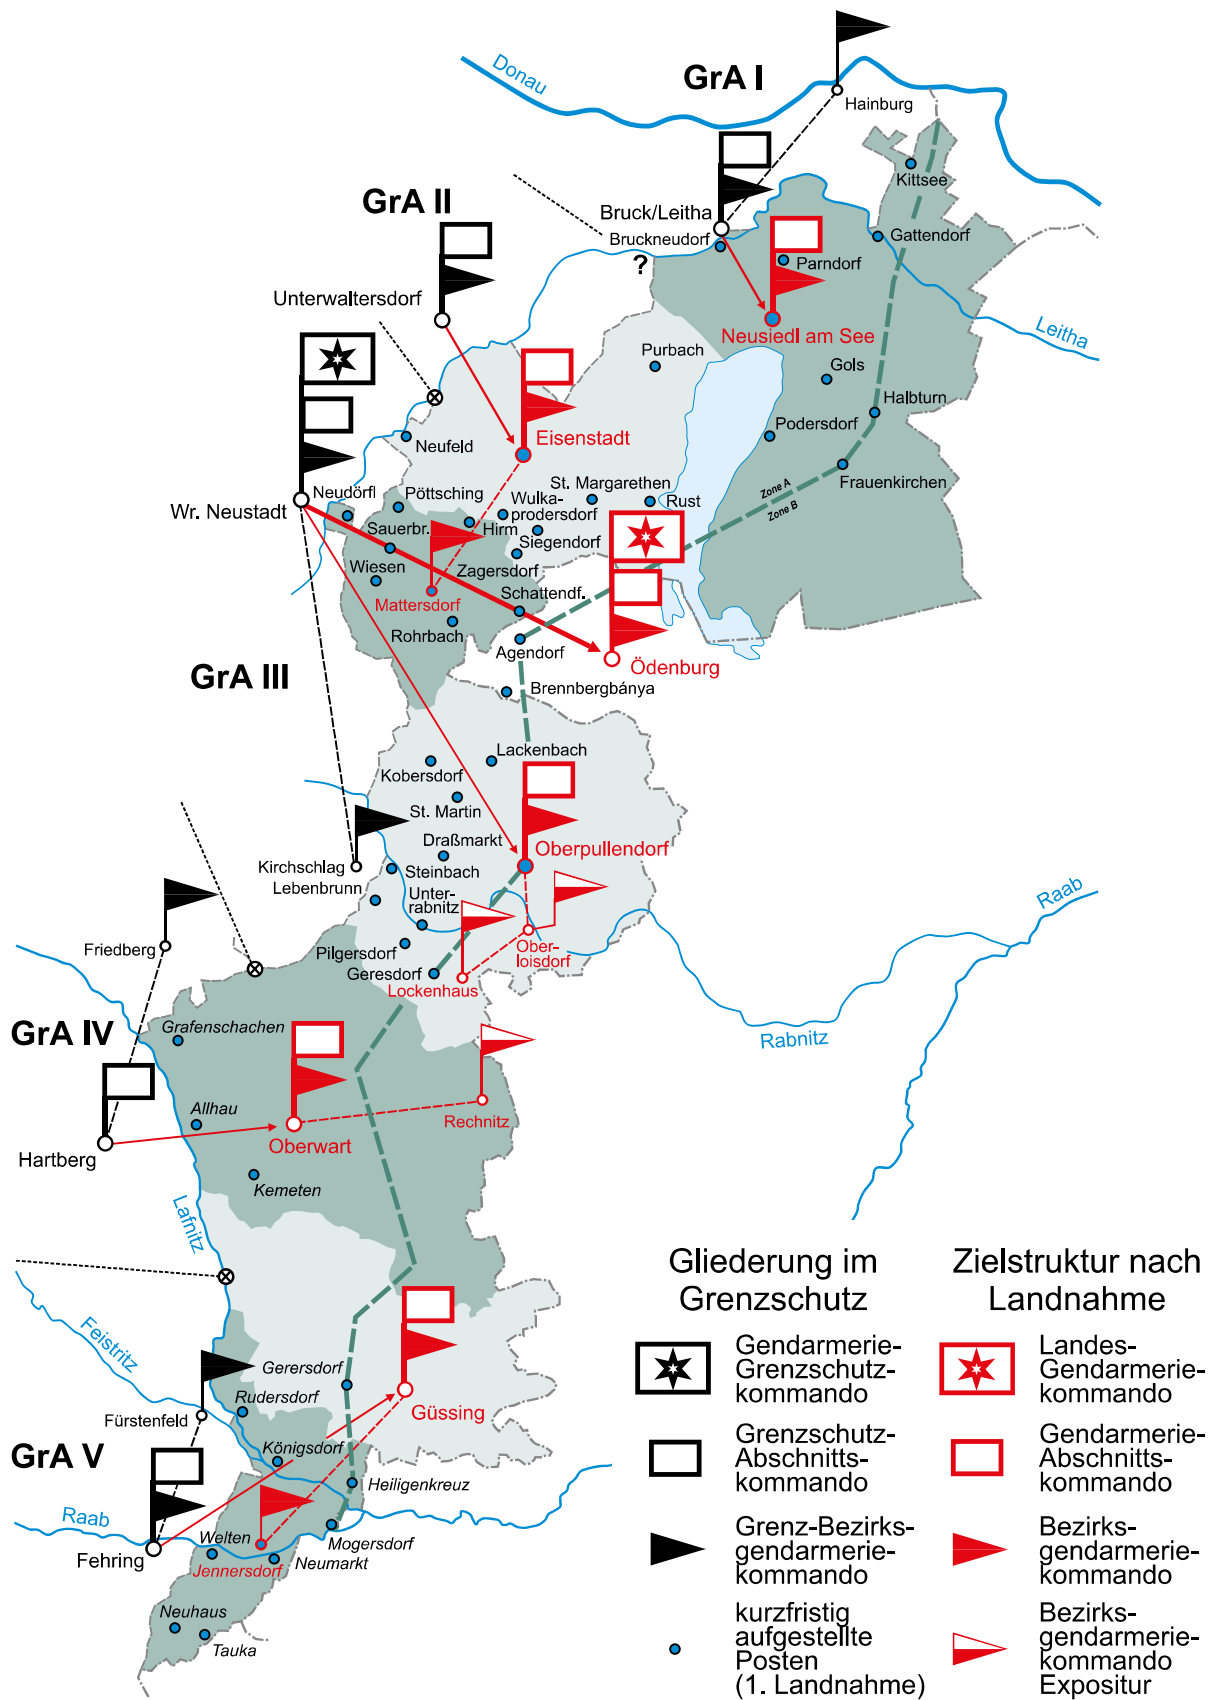 Donau
GrA I
Hainburg
Kittsee
GrA II
Bruck/Leitha
Bruckneudorf
?
Gattendorf
Parndorf
Unterwaltersdorf
Neusiedl am See
Leitha
Purbach
Gols
Halbturn
Podersdorf
Neufeld
Eisenstadt
Frauenkirchen
Zone A
Zone B
Wr. Neustadt
Neudörfl
Pöttsching
St. Margarethen
Rust
Wulka-
prodersdorf
Sauerbr.
Hirm
Siegendorf
Wiesen
Zagersdorf
Mattersdorf
Schattendf.
Rohrbach
Agendorf
Ödenburg
GrA III
Brennbergbánya
Lackenbach
Kobersdorf
St. Martin
Draßmarkt
Oberpullendorf
Kirchschlag
Steinbach
Lebenbrunn
Unter-
rabnitz
Raab
Friedberg
Pilgersdorf
Ober-
loisdorf
Geresdorf
Lockenhaus
GrA IV
Grafenschachen
Rabnitz
Allhau
Rechnitz
Hartberg
Oberwart
Kemeten
Lafnitz
Feistritz
Gerersdorf
Rudersdorf
Güssing
Fürstenfeld
GrA V
Königsdorf
Heiligenkreuz
Raab
Welten
Mogersdorf
Fehring
Jennersdorf
Neumarkt
Neuhaus
Tauka
Gliederung im
Grenzschutz
Gendarmerie-
Grenzschutz-
kommando
Grenzschutz-
Abschnitts-
kommando
Grenz-Bezirks-
gendarmerie-
kommando
kurzfristig
aufgestellte
Posten
(1. Landnahme)
Zielstruktur nach
Landnahme
Landes-
Gendarmerie-
kommando
Gendarmerie-
Abschnitts-
kommando
Bezirks-
gendarmerie-
kommando
Bezirks-
gendarmerie-
kommando
Expositur